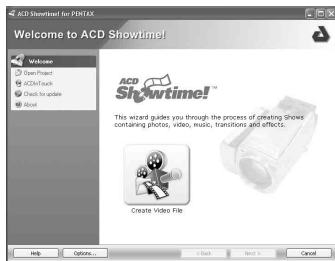 ACD Showtime! for PENTAX
Welcome to ACD Showtime!
Welcome
Open Project
ACDInTouch
Check for update
About
ACD
Showtime!™
This wizard guides you through the process of creating Shows
containing photos, video, music, transitions and effects.
Create Video File
Help
Options...
< Back
Next >
Cancel